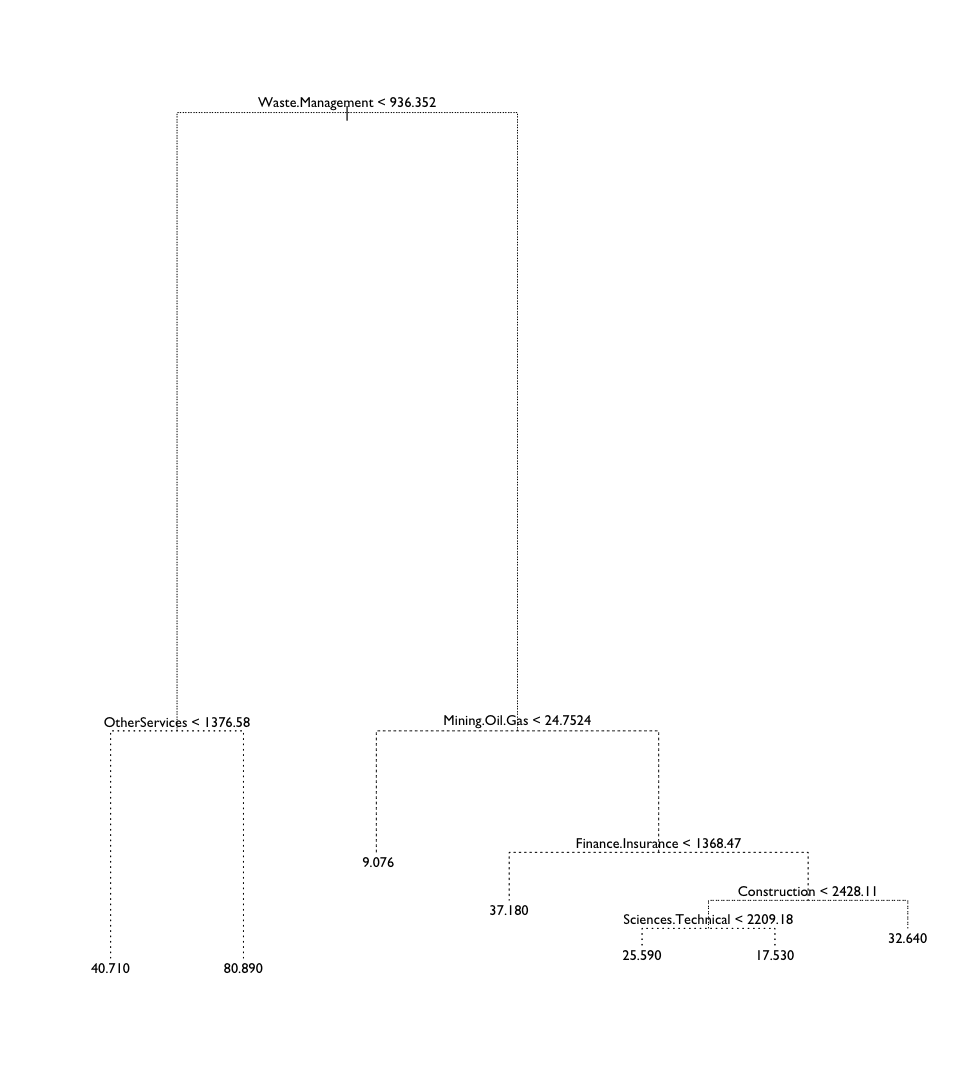 Waste.Management < 936.352
OtherServices < 1376.58
Mining.Oil.Gas < 24.7524
Finance.Insurance < 1368.47
9.076
Construction < 2428.11
37.180
Sciences.Technical < 2209.18
32.640
25.590
17.530
40.710
80.890